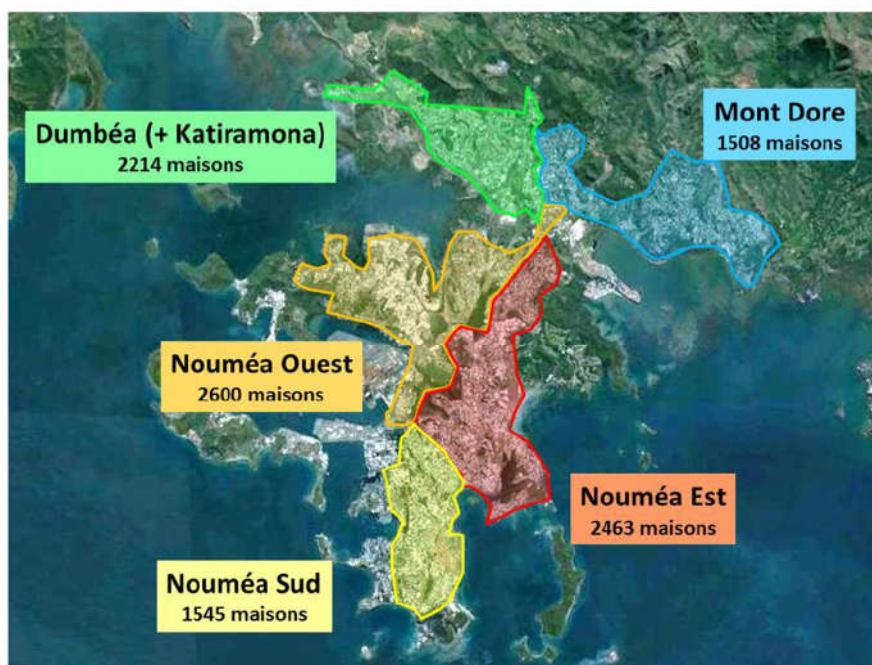 Dumbéa (+ Katiramona)
2214 maisons
Mont Dore
1508 maisons
Nouméa Ouest
2600 maisons
Nouméa Est
2463 maisons
Nouméa Sud
1545 maisons